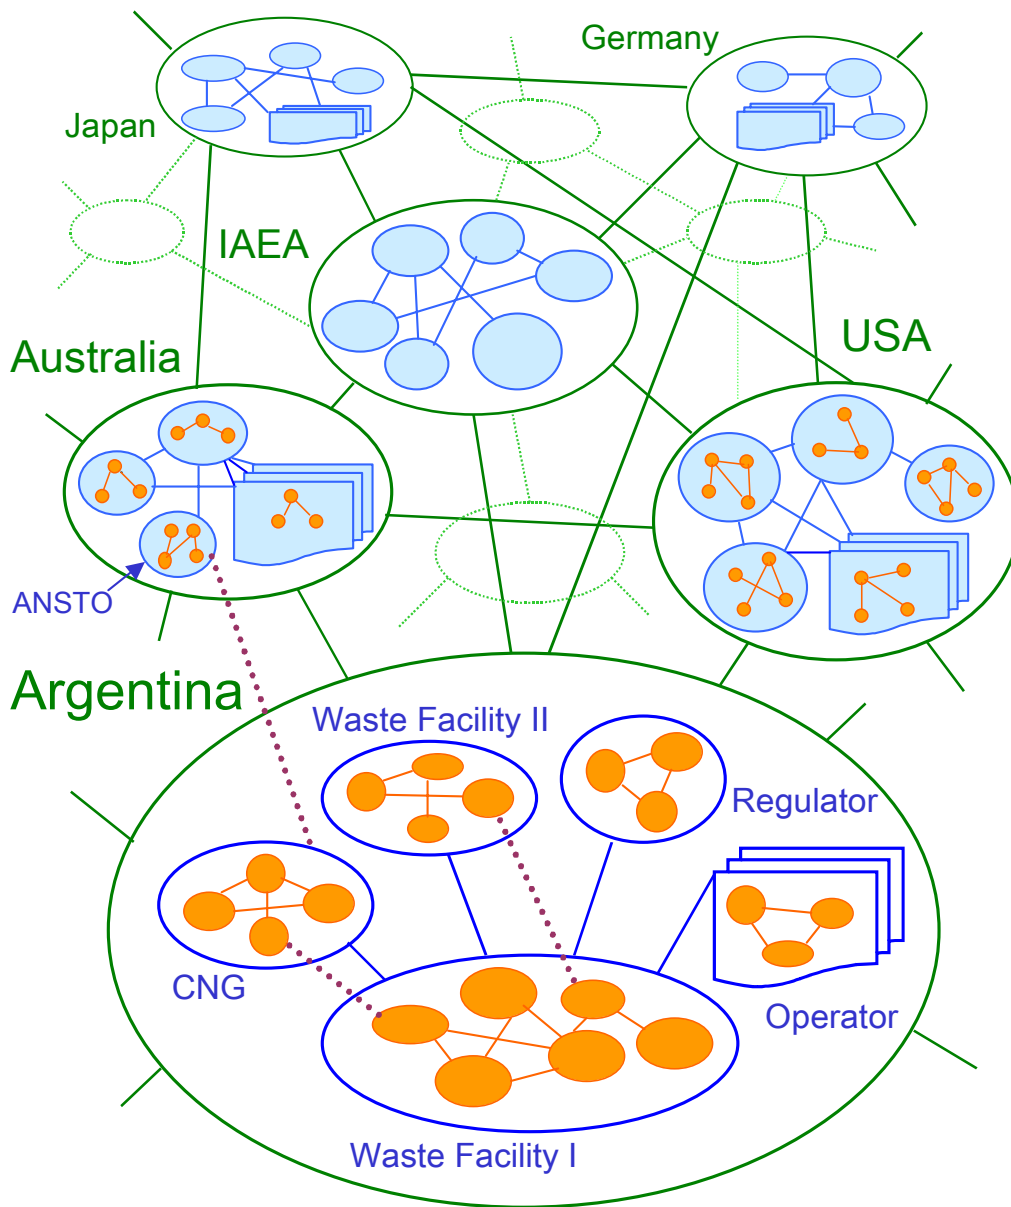 Germany
Japan
IAEA
Australia
USA
ANSTO
Argentina
Waste Facility II
Regulator
CNG
Operator
Waste Facility I